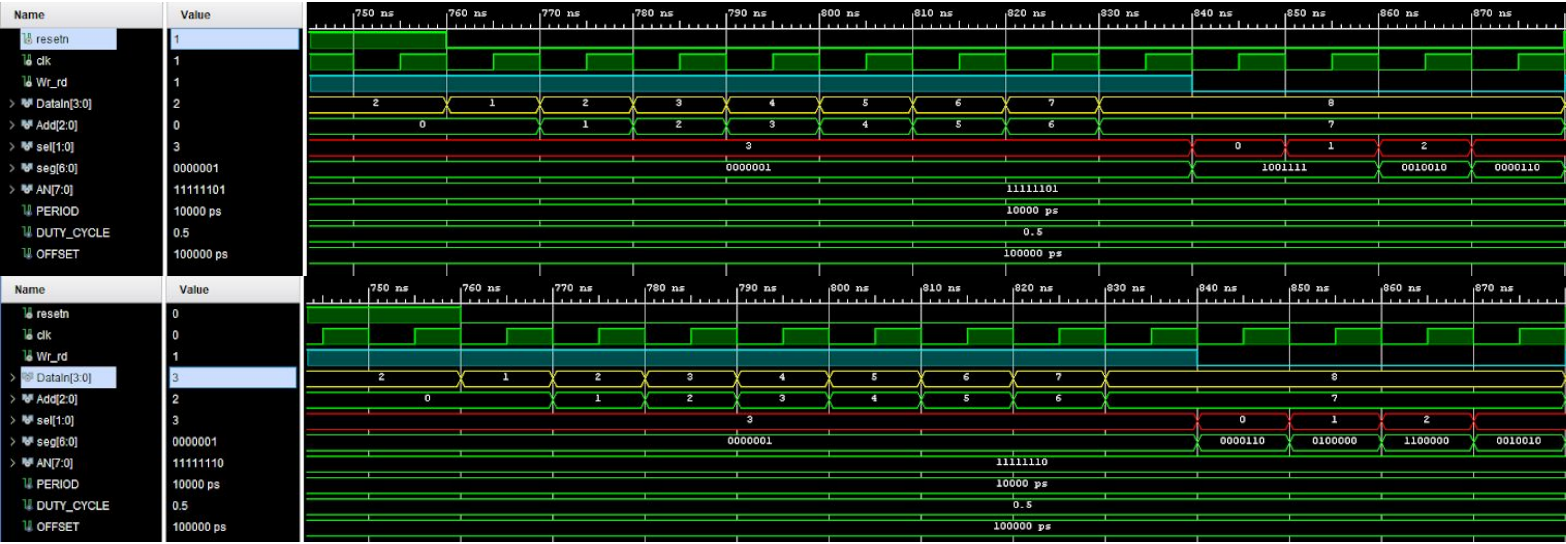 Name Value 750 ns 760 ns 770 ns 780 ns 790 ns 800 ns 810 ns 820 ns 830 ns 840 ns 850 ns 860 ns 870 ns
resetn 1
clk 1
Wr_rd 1
DataIn[3:0] 2 2 1 2 3 4 5 6 7 8
Add[2:0] 0 0 1 2 3 4 5 6 7
sel[1:0] 3 3 0 1 2
seg[6:0] 0000001 0000001 1001111 0010010 0000110
AN[7:0] 11111101 11111101
PERIOD 10000 ps 10000 ps
DUTY_CYCLE 0.5 0.5
OFFSET 100000 ps 100000 ps
Name Value 750 ns 760 ns 770 ns 780 ns 790 ns 800 ns 810 ns 820 ns 830 ns 840 ns 850 ns 860 ns 870 ns
resetn 0
clk 0
Wr_rd 1
DataIn[3:0] 3 2 1 2 3 4 5 6 7 8
Add[2:0] 2 0 1 2 3 4 5 6 7
sel[1:0] 3 3 0 1 2
seg[6:0] 0000001 0000001 0000110 0100000 1100000 0010010
AN[7:0] 11111110 11111110
PERIOD 10000 ps 10000 ps
DUTY_CYCLE 0.5 0.5
OFFSET 100000 ps 100000 ps